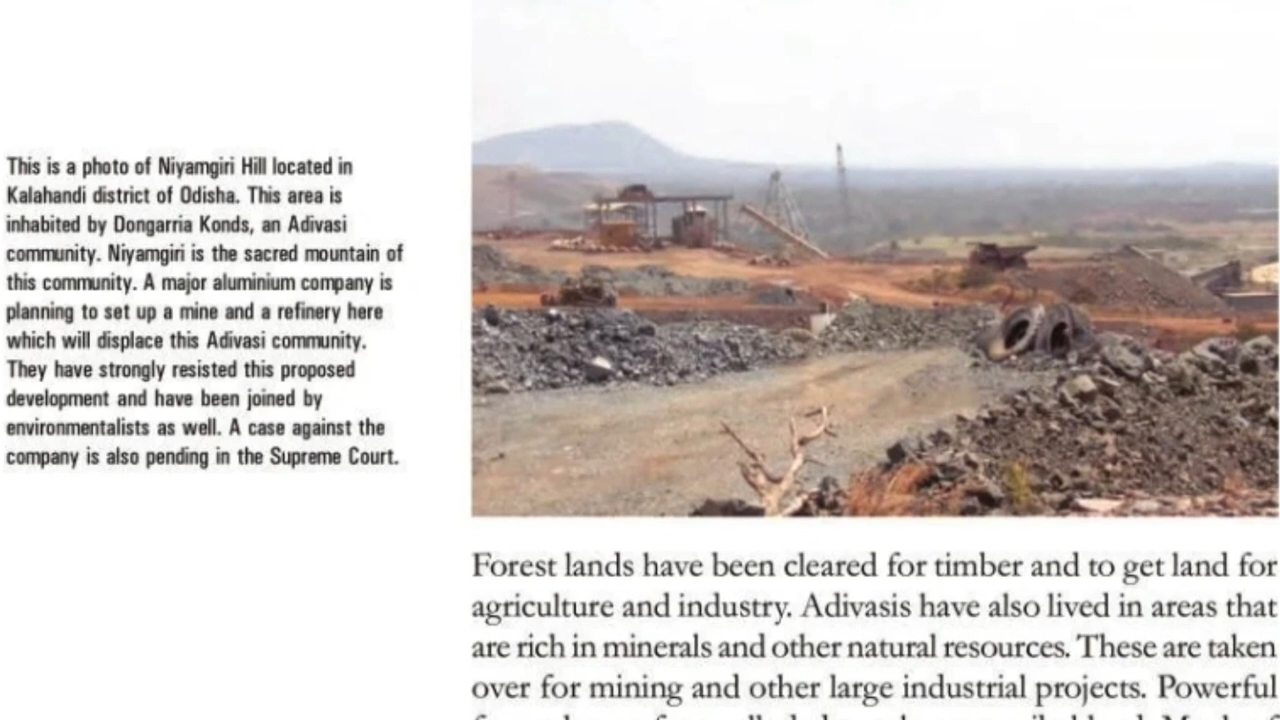 This is a photo of Niyamgiri Hill located in
Kalahandi district of Odisha. This area is
inhabited by Dongarria Konds, an Adivasi
community. Niyamgiri is the sacred mountain of
this community. A major aluminium company is
planning to set up a mine and a refinery here
which will displace this Adivasi community.
They have strongly resisted this proposed
development and have been joined by
environmentalists as well. A case against the
company is also pending in the Supreme Court.
Forest lands have been cleared for timber and to get land for
agriculture and industry. Adivasis have also lived in areas that
are rich in minerals and other natural resources. These are taken
over for mining and other large industrial projects. Powerful